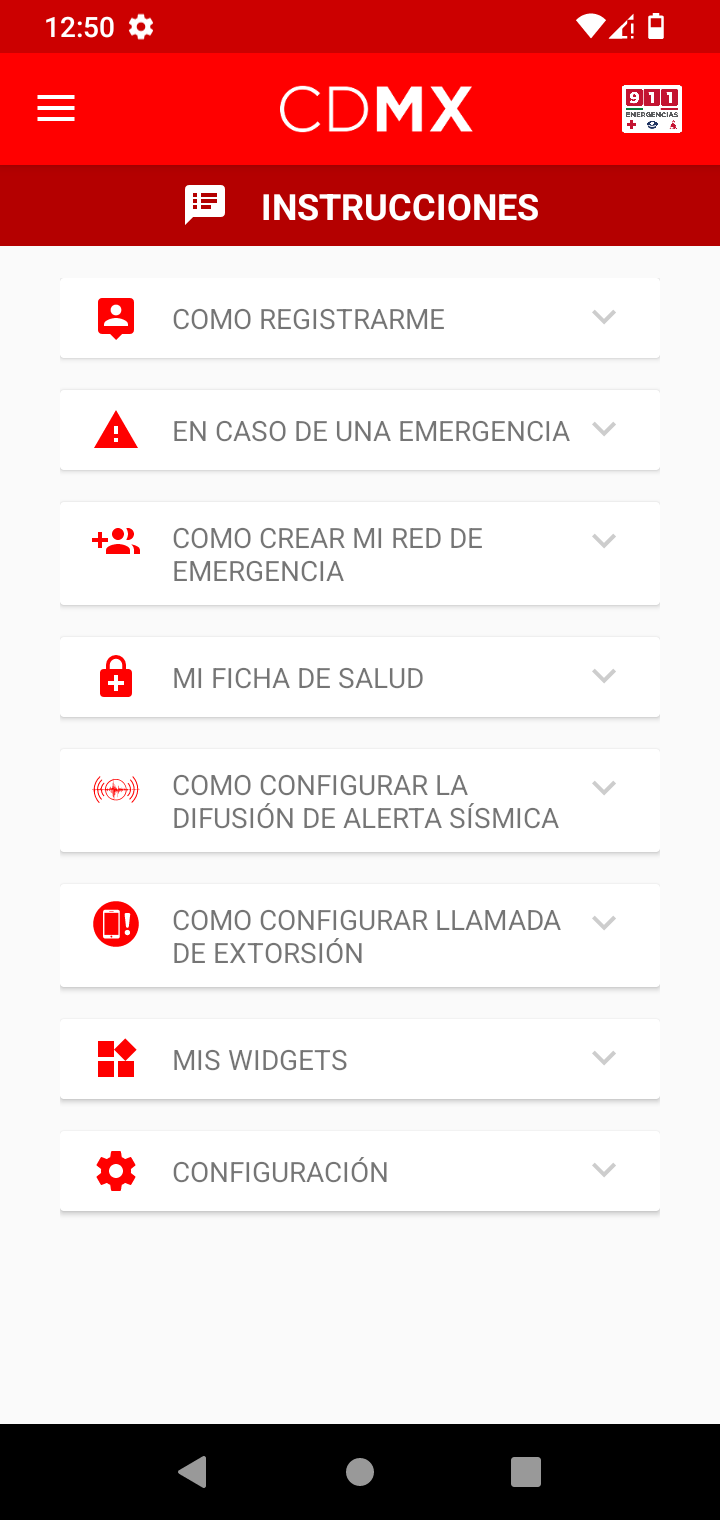 12:50
CDMX
911
EMERGENCIAS
INSTRUCCIONES
COMO REGISTRARME
EN CASO DE UNA EMERGENCIA
COMO CREAR MI RED DE
EMERGENCIA
MI FICHA DE SALUD
COMO CONFIGURAR LA
DIFUSIÓN DE ALERTA SÍSMICA
COMO CONFIGURAR LLAMADA
DE EXTORSIÓN
MIS WIDGETS
CONFIGURACIÓN